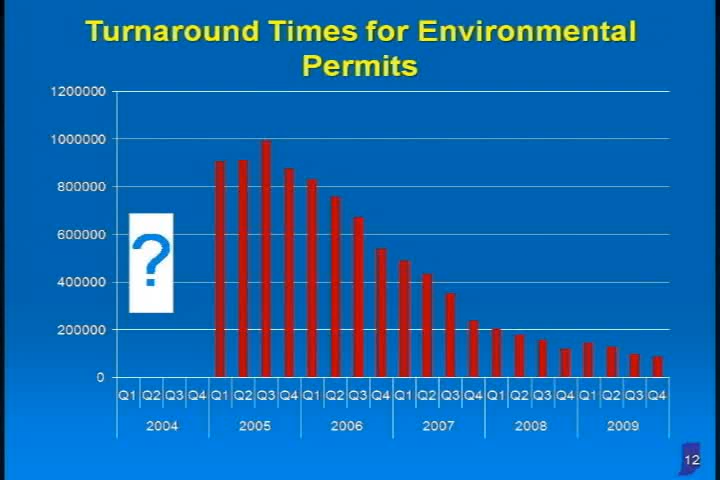 Turnaround Times for Environmental
Permits
1200000
1000000
800000
600000
400000
200000
0
?
Q1 Q2 Q3 Q4 Q1 Q2 Q3 Q4 Q1 Q2 Q3 Q4 Q1 Q2 Q3 Q4 Q1 Q2 Q3 Q4 Q1 Q2 Q3 Q4
2004 2005 2006 2007 2008 2009
12